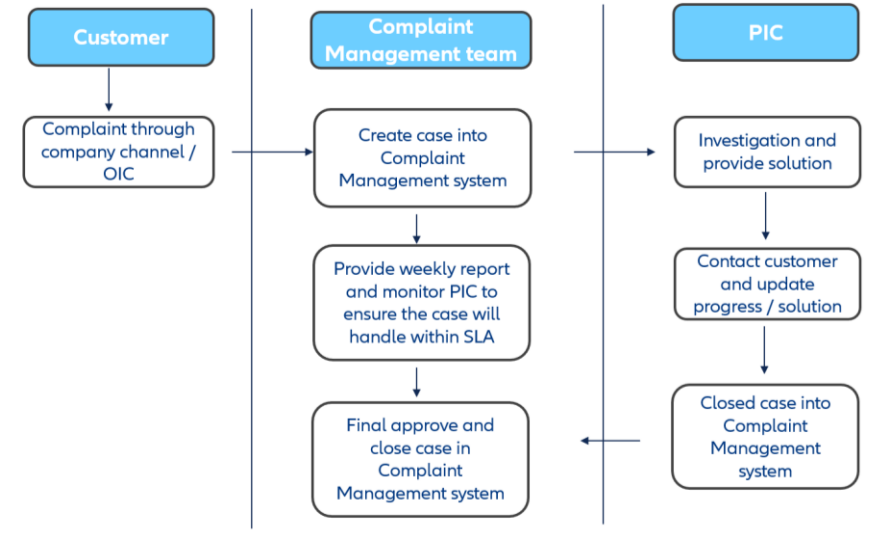 Customer
Complaint through
company channel /
OIC
Complaint
Management team
Create case into
Complaint
Management system
Provide weekly report
and monitor PIC to
ensure the case will
handle within SLA
Final approve and
close case in
Complaint
Management system
PIC
Investigation and
provide solution
Contact customer
and update
progress / solution
Closed case into
Complaint
Management
system